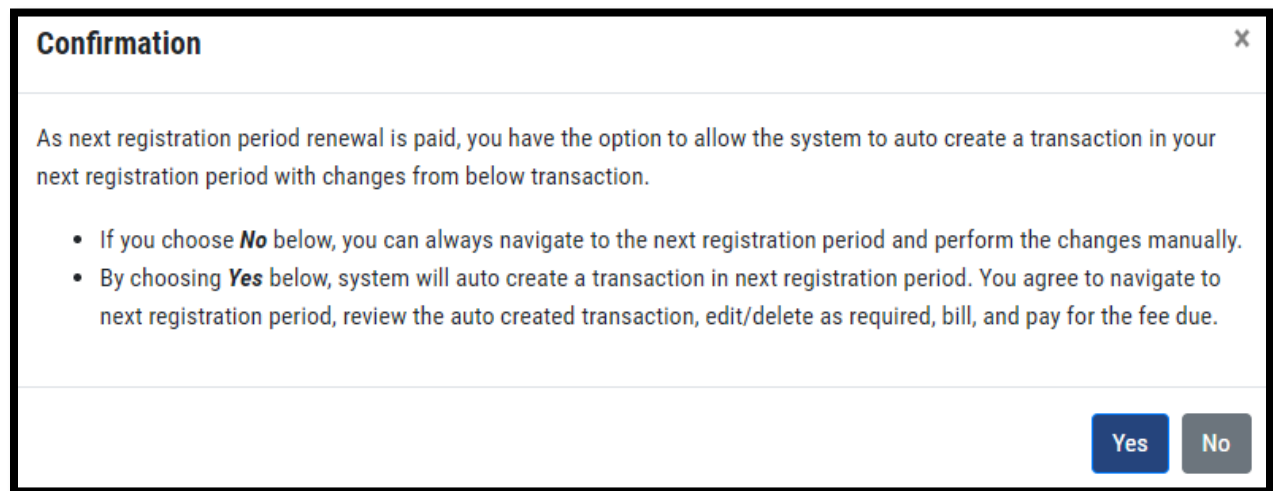 Confirmation
×
As next registration period renewal is paid, you have the option to allow the system to auto create a transaction in your
next registration period with changes from below transaction.
• If you choose No below, you can always navigate to the next registration period and perform the changes manually.
• By choosing Yes below, system will auto create a transaction in next registration period. You agree to navigate to
next registration period, review the auto created transaction, edit/delete as required, bill, and pay for the fee due.
Yes
No